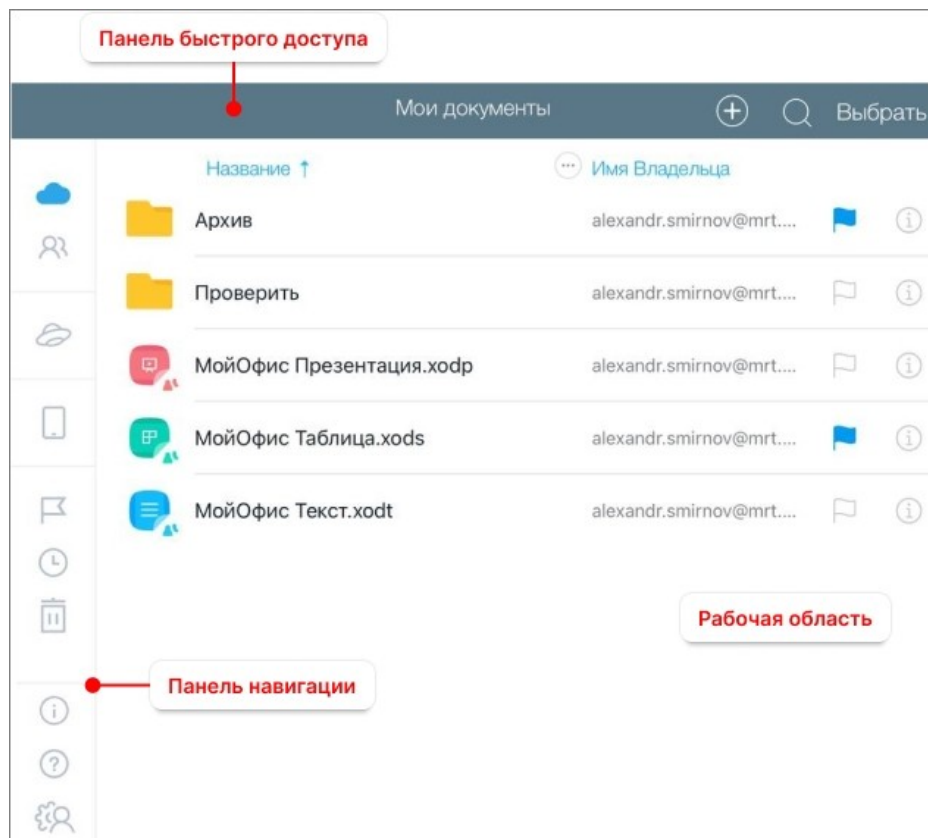 Панель быстрого доступа
Мои документы Выбрать
Название ↑ Имя Владельца
Архив alexandr.smirnov@mrt....
Проверить alexandr.smirnov@mrt....
МойОфис Презентация.xodp alexandr.smirnov@mrt....
МойОфис Таблица.xods alexandr.smirnov@mrt....
МойОфис Текст.xodt alexandr.smirnov@mrt....
Рабочая область
Панель навигации